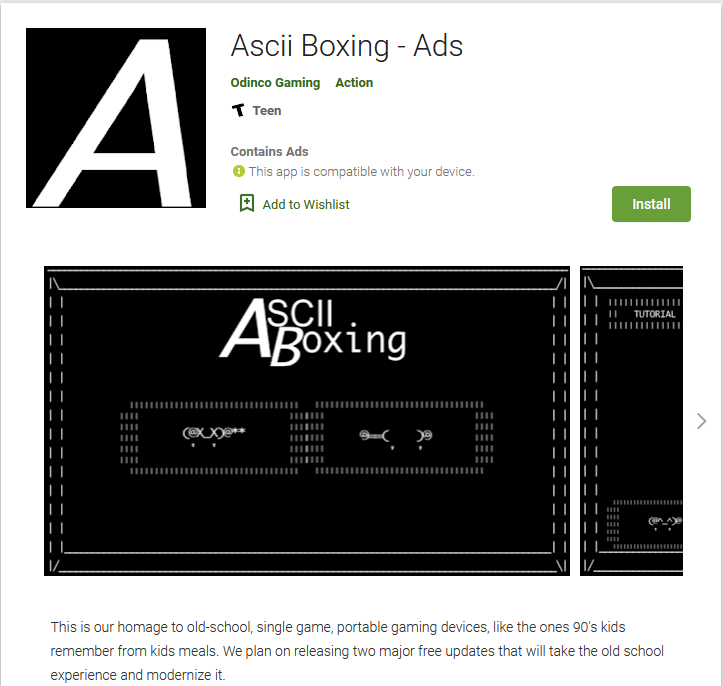 Ascii Boxing - Ads
Odinco Gaming Action
T Teen
Contains Ads
This app is compatible with your device.
Add to Wishlist
Install
ASCII
Boxing
TUTORIAL
This is our homage to old-school, single game, portable gaming devices, like the ones 90's kids
remember from kids meals. We plan on releasing two major free updates that will take the old school
experience and modernize it.